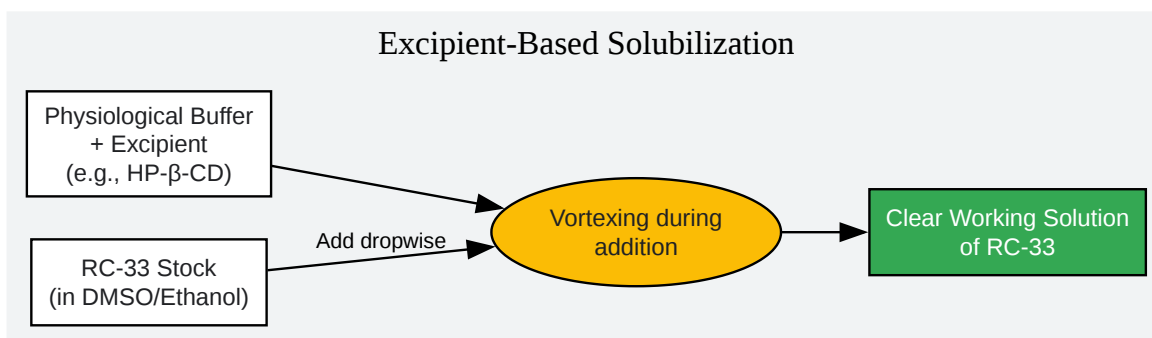 Excipient-Based Solubilization
Physiological Buffer
+ Excipient
(e.g., HP-β-CD)
RC-33 Stock
(in DMSO/Ethanol)
Add dropwise
Vortexing during
addition
Clear Working Solution
of RC-33